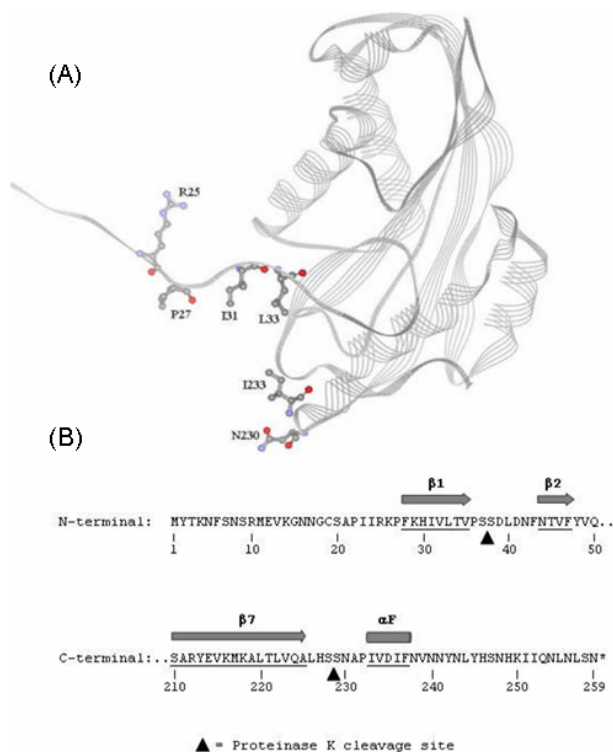 (A)
R25
P27
I31
L33
I233
N230
(B)
β1 β2
N-terminal: MYTKNFSNSRMEVKGNNGCSAPIIRKPFKHIVLTVPSSDLDNFNTVFYVQ..
1 10 20 30 40 50
β7 αF
C-terminal:..SARYEVKMKALTLVQALHSSNAPIVDIFNVNNYNLYHSNHKIIQNLNLSN*
210 220 230 240 250 259
▲ = Proteinase K cleavage site